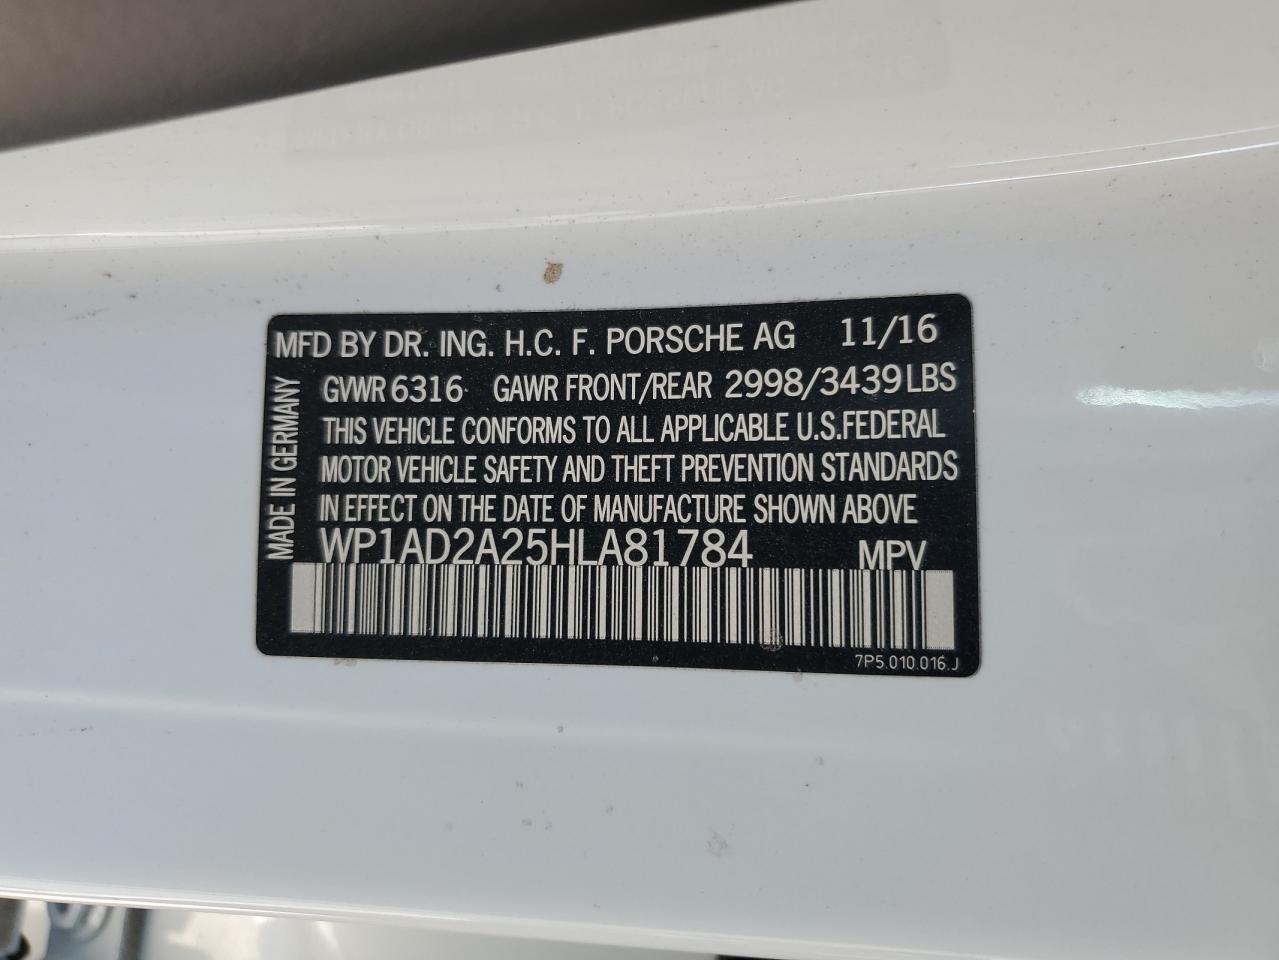 MFD BY DR. ING. H.C. F. PORSCHE AG 11/16
GVWR 6316 GAWR FRONT/REAR 2998/3439LBS
THIS VEHICLE CONFORMS TO ALL APPLICABLE U.S.FEDERAL
MOTOR VEHICLE SAFETY AND THEFT PREVENTION STANDARDS
IN EFFECT ON THE DATE OF MANUFACTURE SHOWN ABOVE
WP1AD2A25HLA81784 MPV
MADE IN GERMANY
7P5.010.016.J